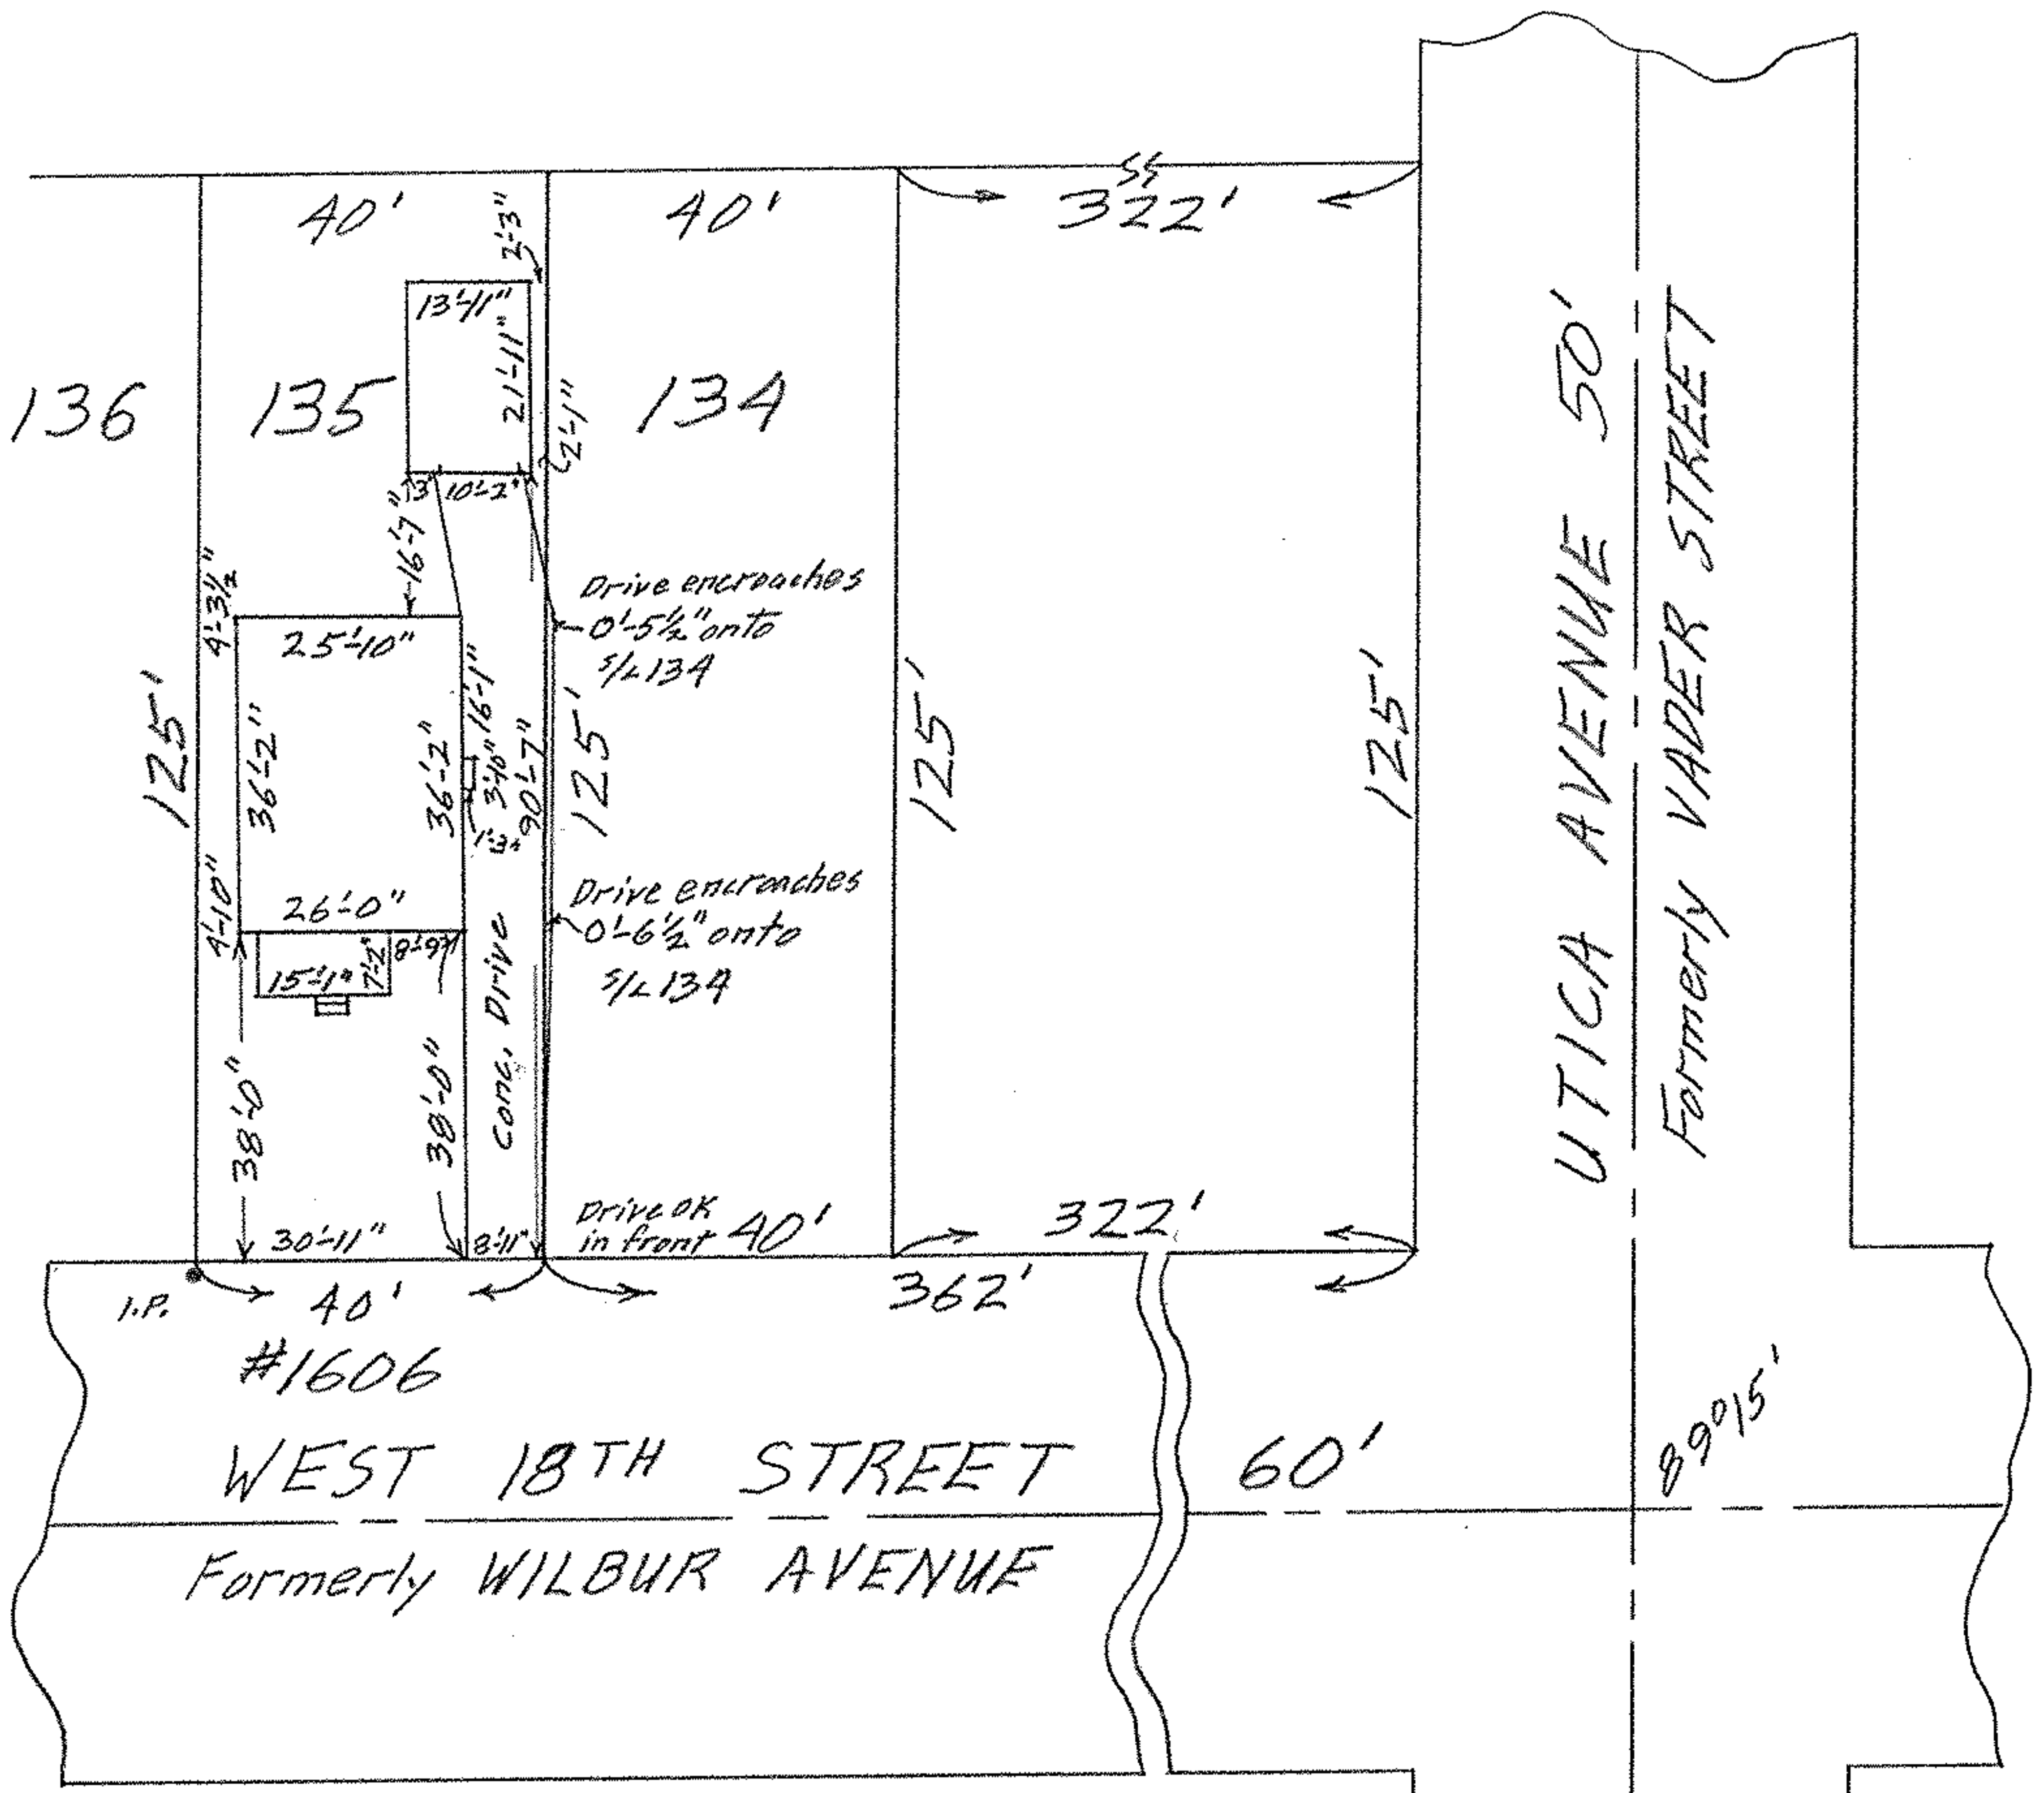 40'
40'
322'
2'-3"
13'-11"
21'-11"
136
135
134
2'-1"
3'
10'-2"
16'-7"
4'-3½"
25'-10"
Drive encroaches
0'-5½" onto
S/L 134
125'
36'-2"
36'-2"
16'-1"
3'-10"
1'-3"
90'-7"
125'
125'
125'
4'-10"
26'-0"
8'-9"
15'-1"
7'-2"
Drive encroaches
0'-6½" onto
S/L 134
Conc. Drive
38'-0"
38'-0"
30'-11"
8'-11"
Drive OK
in front
40'
322'
I.P.
40'
362'
#1606
WEST 18TH STREET 60'
Formerly WILBUR AVENUE
UTICA AVENUE 50'
Formerly VADER STREET
89°15'